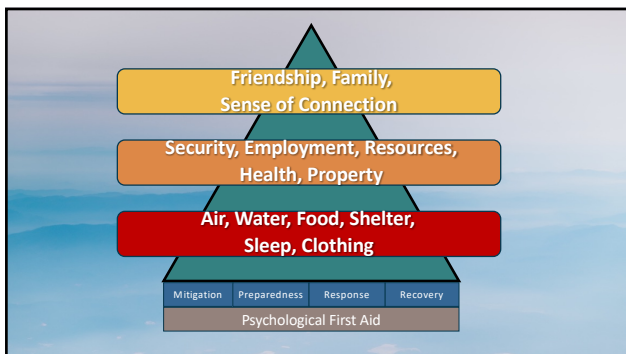 Friendship, Family,
Sense of Connection
Security, Employment, Resources,
Health, Property
Air, Water, Food, Shelter,
Sleep, Clothing
Mitigation Preparedness Response Recovery
Psychological First Aid